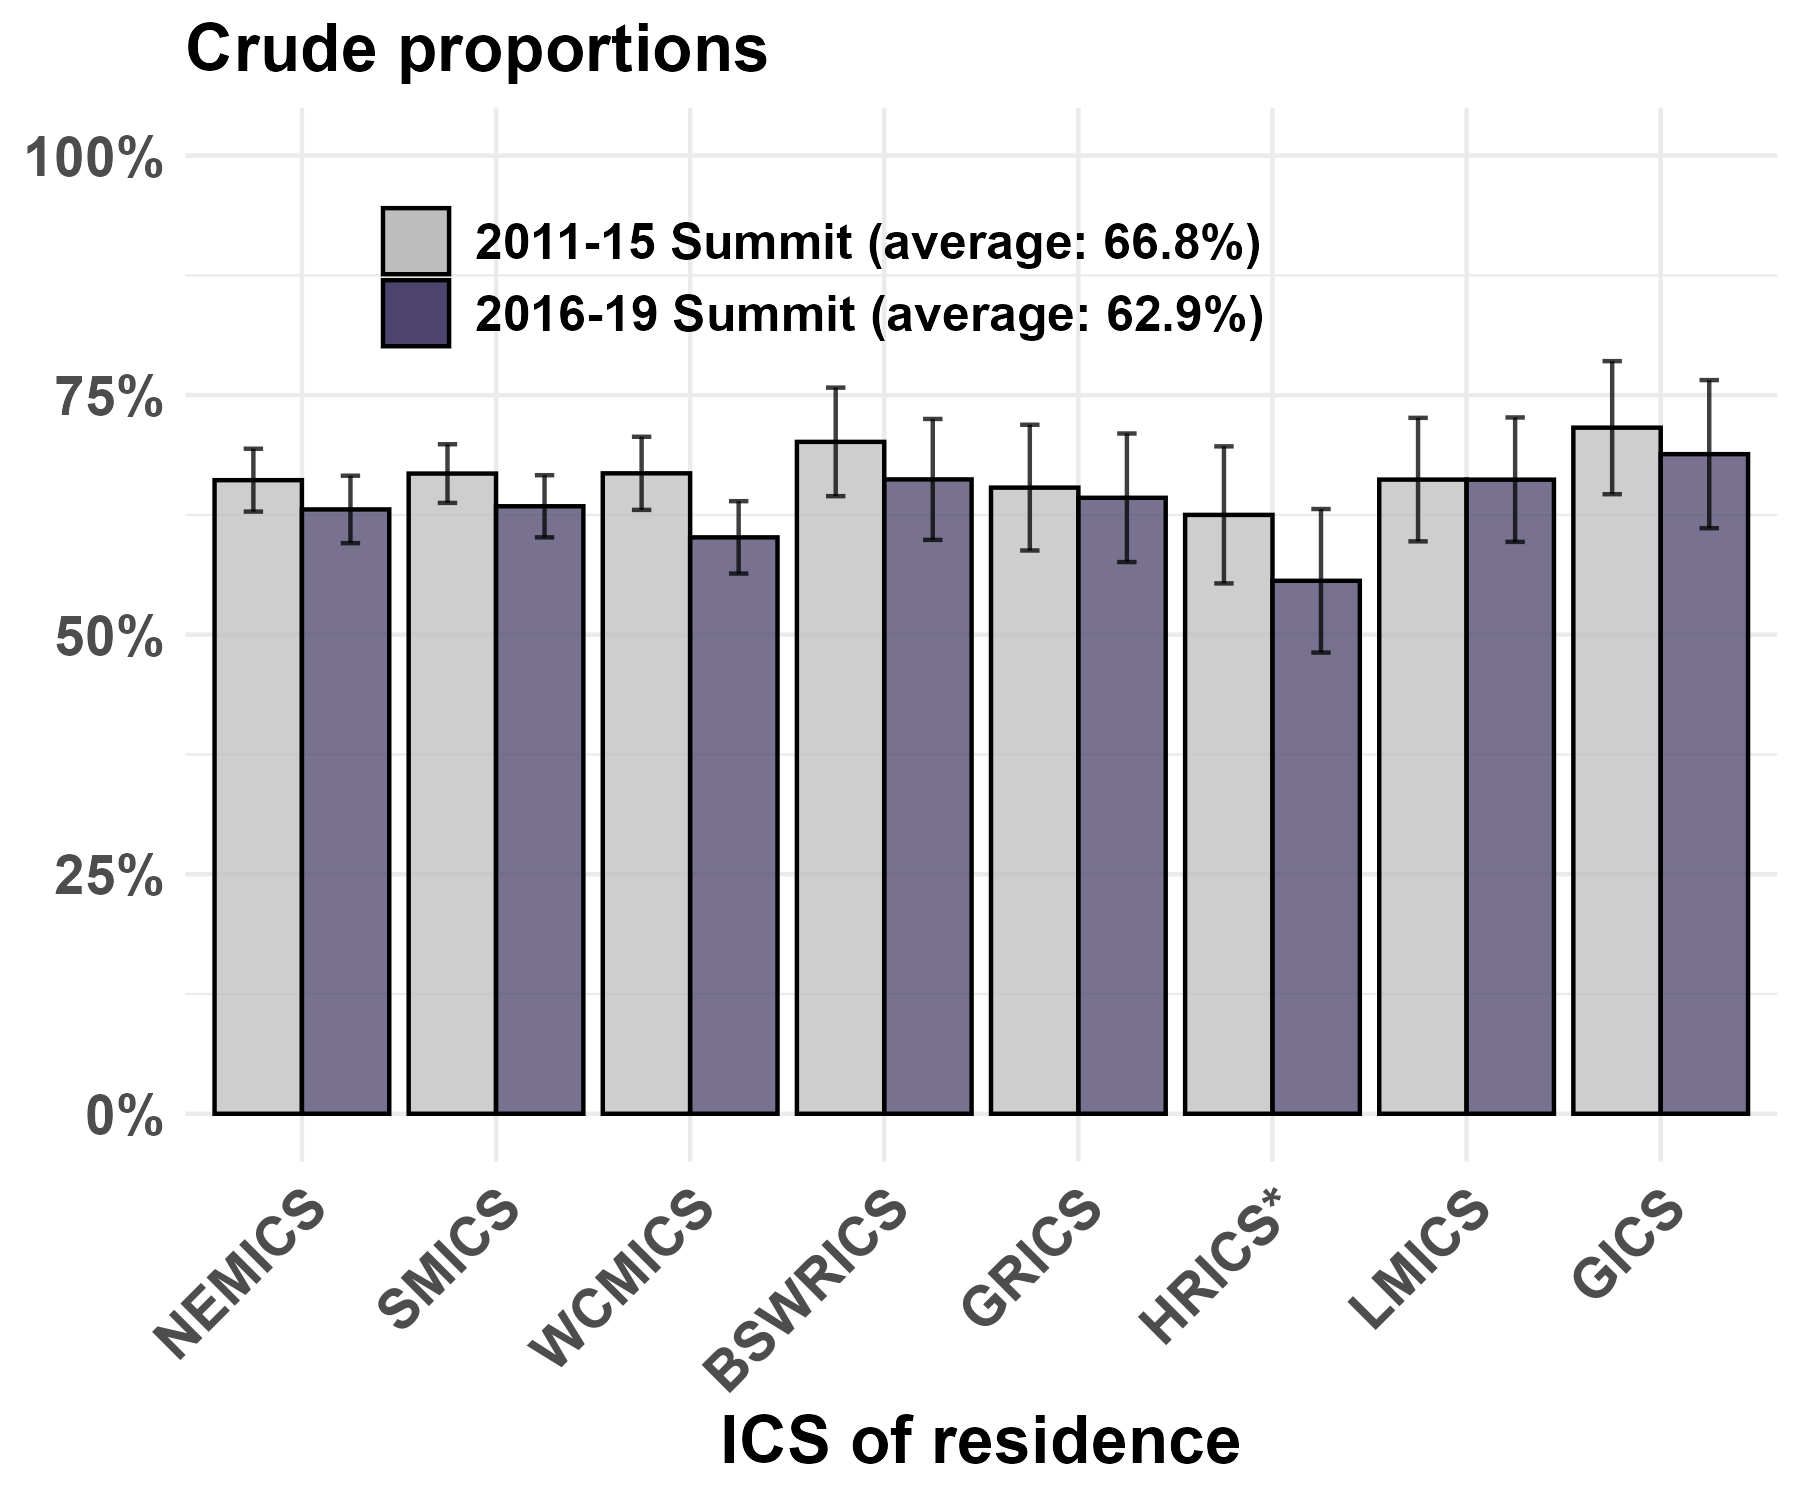 Crude proportions
100%
2011-15 Summit (average: 66.8%)
2016-19 Summit (average: 62.9%)
75%
50%
25%
0%
NEMICS
SMICS
WCMICS
BSWRICS
GRICS
HRICS*
LMICS
GICS
ICS of residence